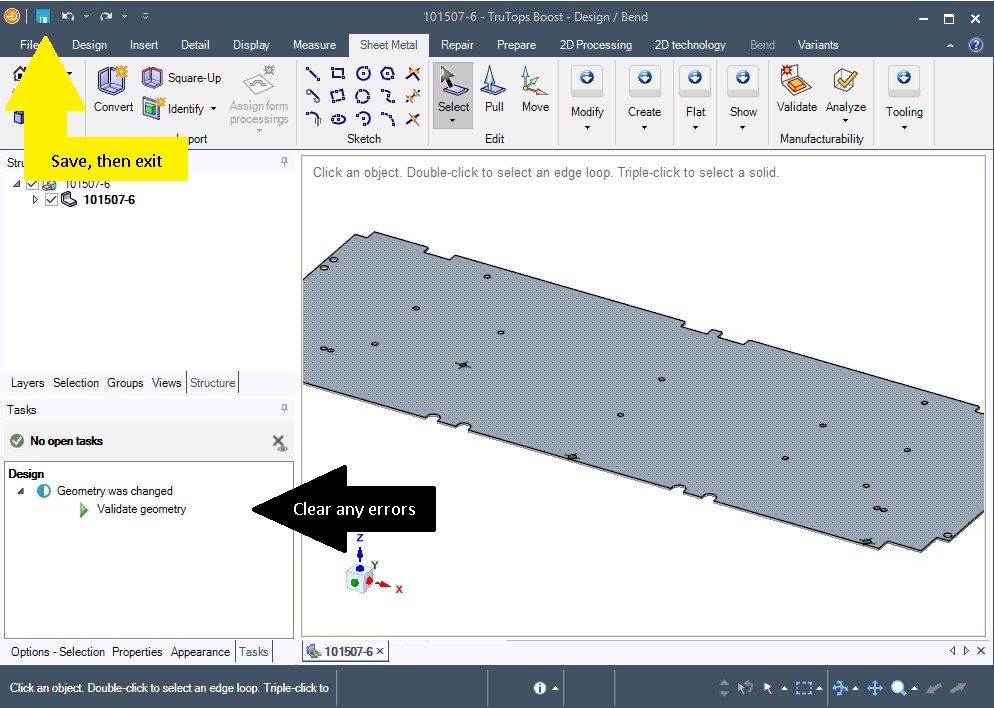 101507-6 - TruTops Boost - Design / Bend
File Design Insert Detail Display Measure Sheet Metal Repair Prepare 2D Processing 2D technology Bend Variants
Convert
Square-Up
Identify
Assign form
processings
Select
Pull
Move
Modify
Create
Flat
Show
Validate
Analyze
Tooling
Sketch
Edit
Manufacturability
Save, then exit
101507-6
101507-6
Click an object. Double-click to select an edge loop. Triple-click to select a solid.
Layers Selection Groups Views Structure
Tasks
No open tasks
Design
Geometry was changed
Validate geometry
Clear any errors
Z
Y
X
Options - Selection Properties Appearance Tasks
101507-6
Click an object. Double-click to select an edge loop. Triple-click to